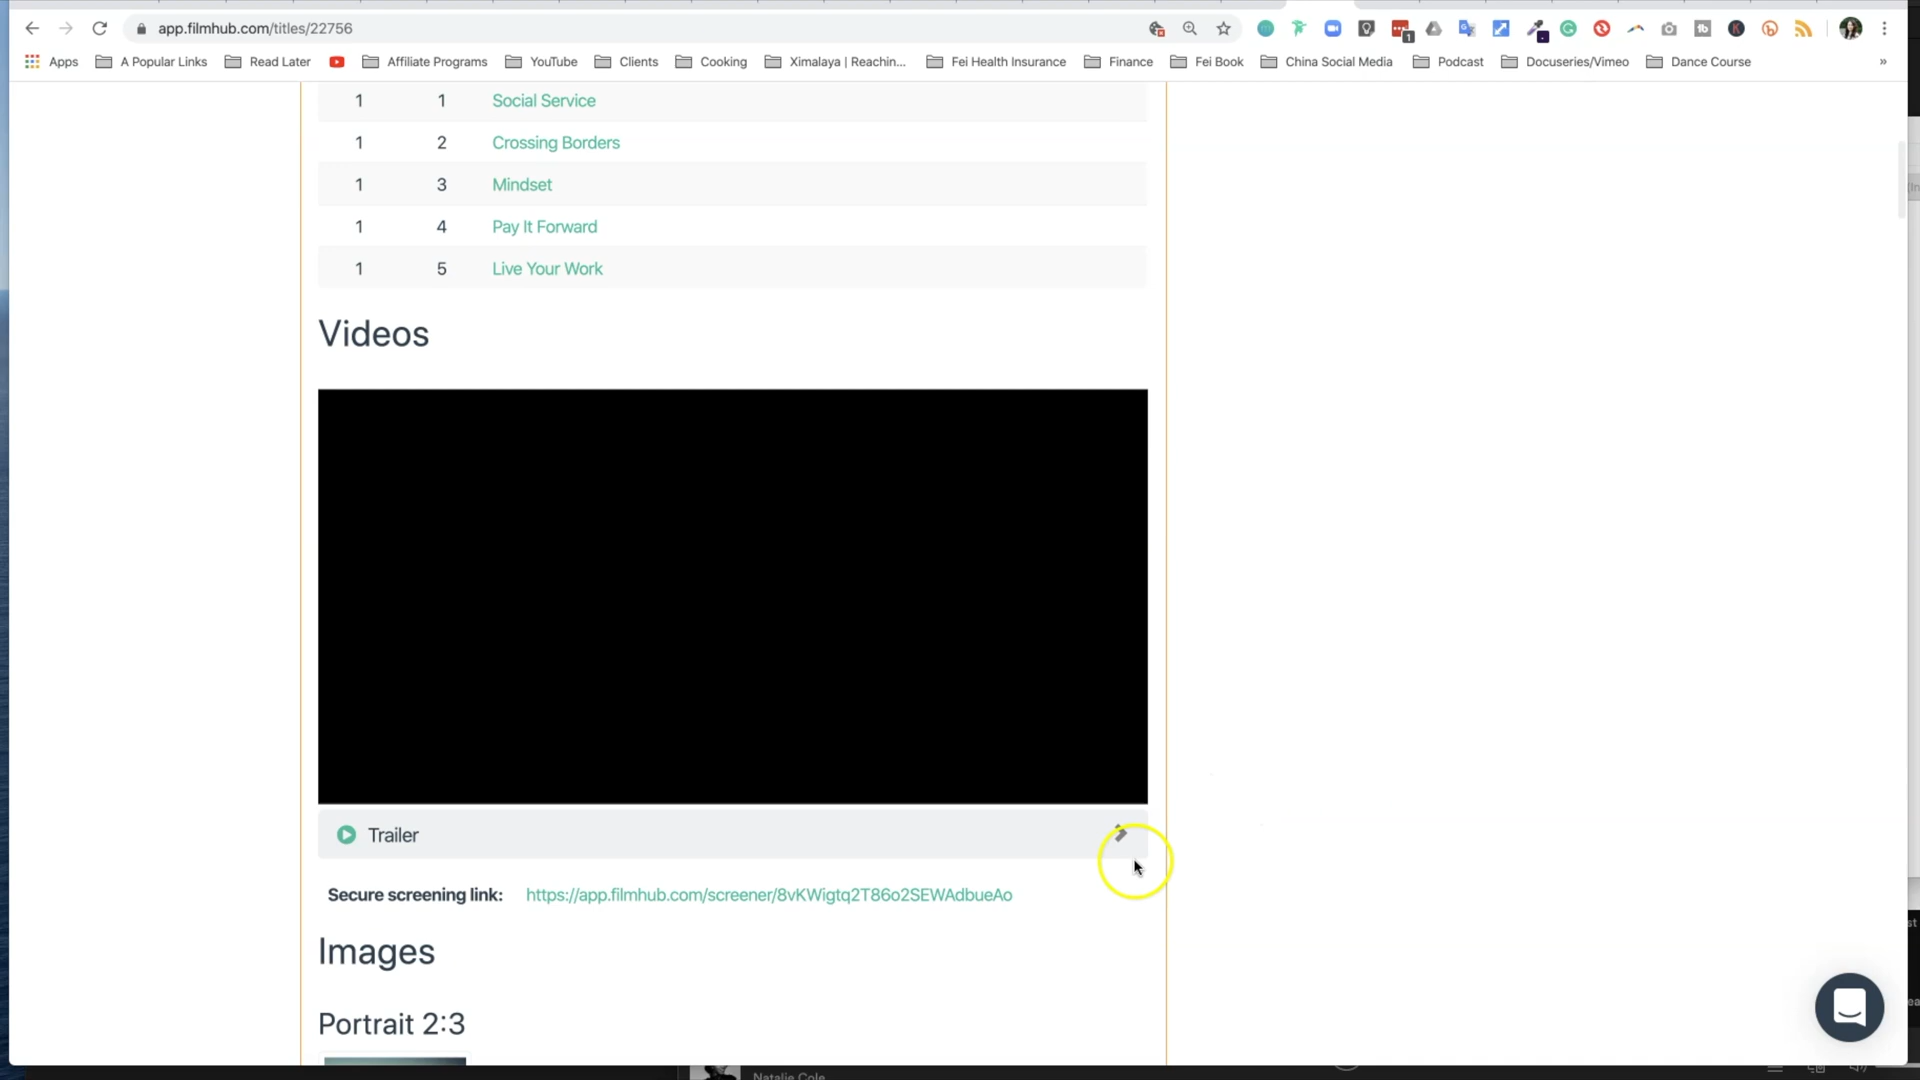 app.filmhub.com/titles/22756
Apps A Popular Links Read Later Affiliate Programs YouTube Clients Cooking Ximalaya | Reachin... Fei Health Insurance Finance Fei Book China Social Media Podcast Docuseries/Vimeo Dance Course »
1 1 Social Service
1 2 Crossing Borders
1 3 Mindset
1 4 Pay It Forward
1 5 Live Your Work
Videos
Trailer
Secure screening link: https://app.filmhub.com/screener/8vKWigtq2T86o2SEWAdbueAo
Images
Portrait 2:3
Natalie Cole